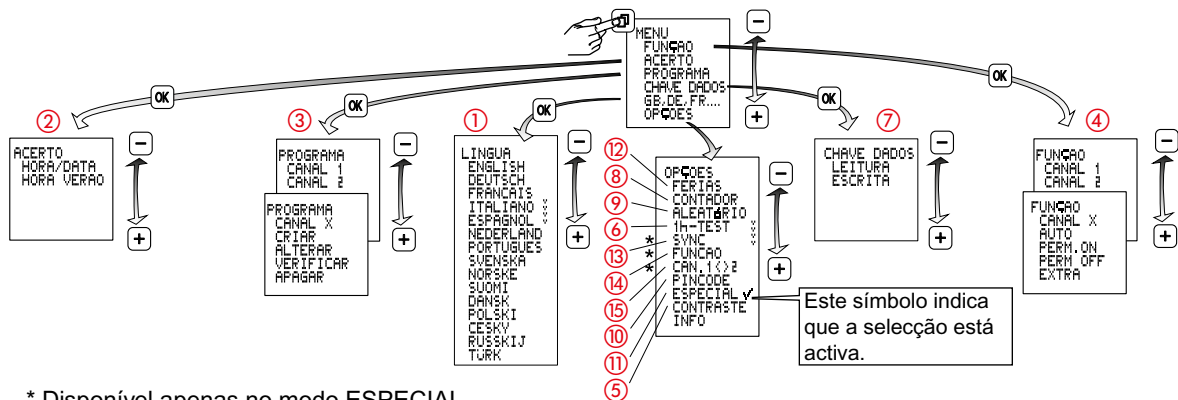 MENU
FUNÇAO
ACERTO
PROGRAMA
CHAVE DADOS
GB,DE,FR....
OPÇOES
−
+
OK
OK
OK
OK
OK
②
ACERTO
HORA/DATA
HORA VERAO
−
+
③
PROGRAMA
CANAL 1
CANAL 2
PROGRAMA
CANAL X
CRIAR
ALTERAR
VERIFICAR
APAGAR
−
+
①
LINGUA
ENGLISH
DEUTSCH
FRANCAIS
ITALIANO
ESPAGNOL
NEDERLAND
PORTUGUES
SVENSKA
NORSKE
SUOMI
DANSK
POLSKI
CESKY
RUSSKIJ
TÜRK
−
+
OPÇOES
⑫ FERIAS
⑧ CONTADOR
⑨ ALEATÓRIO
⑥ 1h-TEST
⑬ * SYNC
⑭ * FUNCAO
⑮ * CAN.1<>2
⑩ PINCODE
⑪ ESPECIAL ✓
⑤ CONTRASTE
INFO
−
+
Este símbolo indica
que a selecção está
activa.
⑦
CHAVE DADOS
LEITURA
ESCRITA
−
+
④
FUNÇAO
CANAL 1
CANAL 2
FUNÇAO
CANAL X
AUTO
PERM.ON
PERM OFF
EXTRA
−
+
* Disponível apenas no modo ESPECIAL